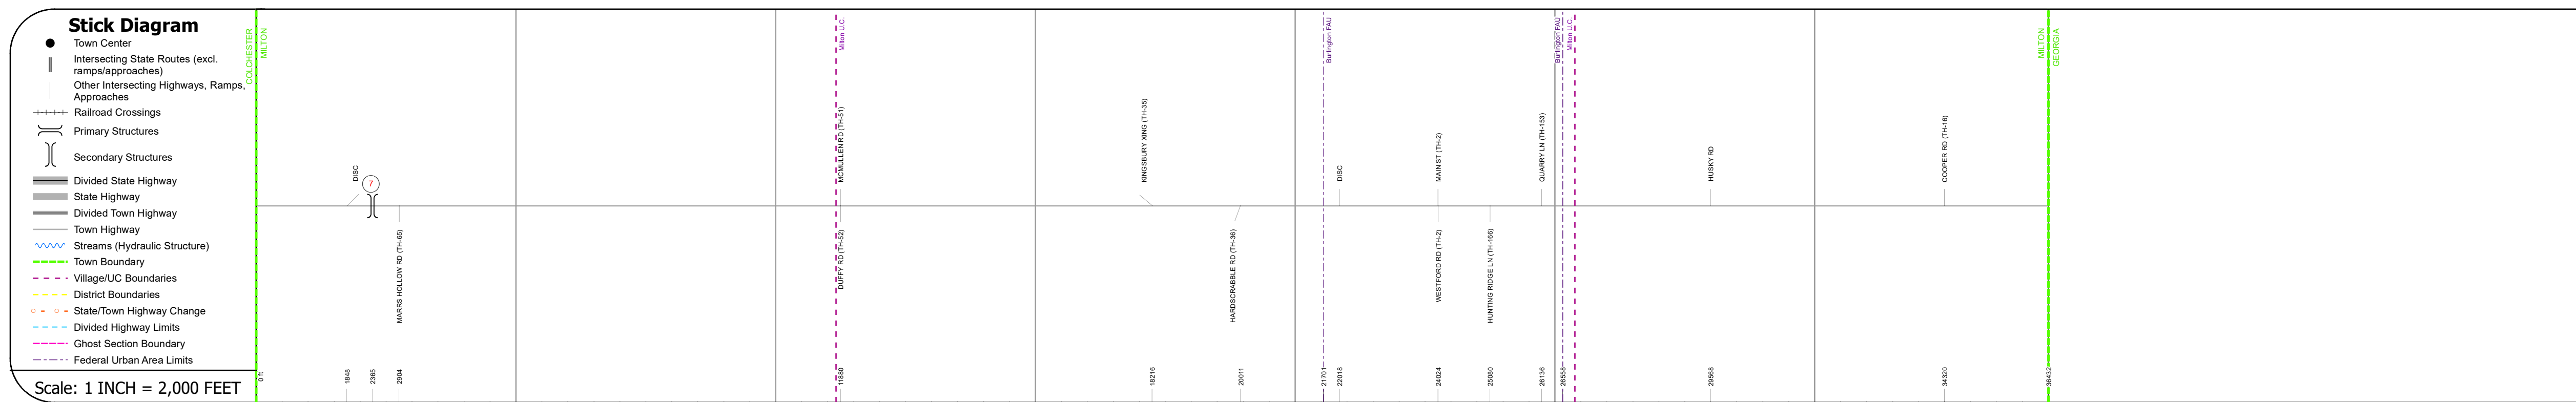 Stick Diagram
Town Center
Intersecting State Routes (excl.
ramps/approaches)
Other Intersecting Highways, Ramps,
Approaches
Railroad Crossings
Primary Structures
Secondary Structures
Divided State Highway
State Highway
Divided Town Highway
Town Highway
Streams (Hydraulic Structure)
Town Boundary
Village/UC Boundaries
District Boundaries
State/Town Highway Change
Divided Highway Limits
Ghost Section Boundary
Federal Urban Area Limits
Scale: 1 INCH = 2,000 FEET
COLCHESTER
MILTON
Milton U.C.
Burlington FAU
Burlington FAU
Milton U.C.
MILTON
GEORGIA
DISC
7
MCMULLEN RD (TH-51)
KINGSBURY XING (TH-35)
DISC
MAIN ST (TH-2)
QUARRY LN (TH-153)
HUSKY RD
COOPER RD (TH-16)
MARRS HOLLOW RD (TH-65)
DUFFY RD (TH-52)
HARDSCRABBLE RD (TH-36)
WESTFORD RD (TH-2)
HUNTING RIDGE LN (TH-166)
0 ft
1848
2365
2904
11880
18216
20011
21701
22018
24024
25080
26136
26558
29568
34320
36432